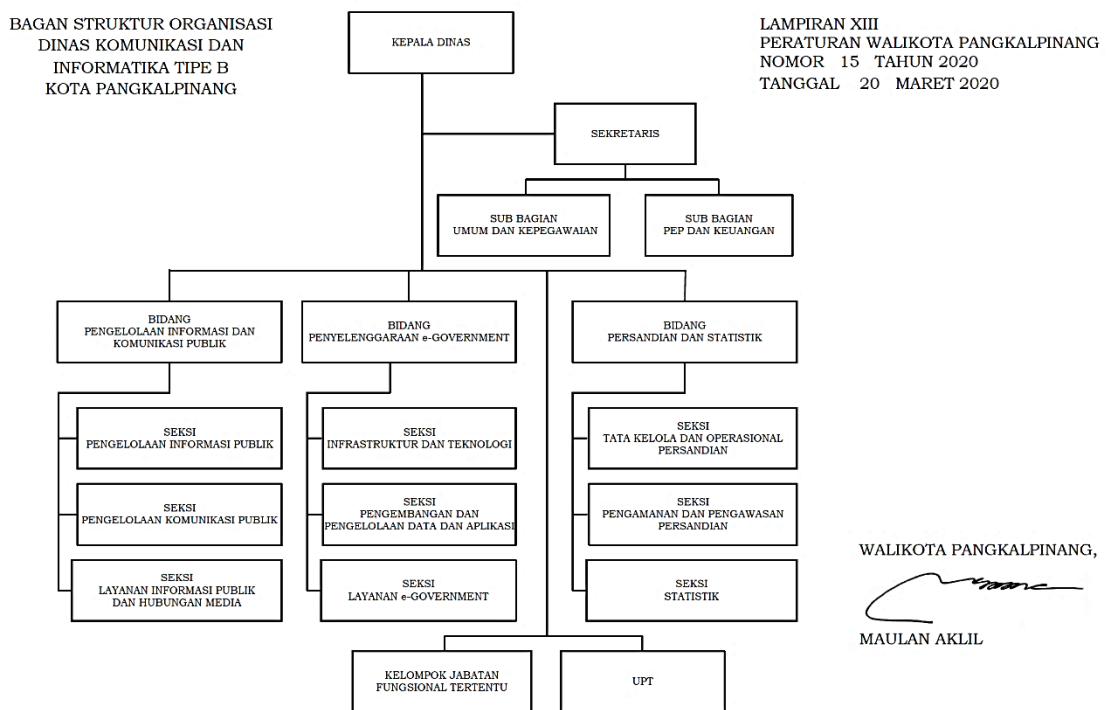 BAGAN STRUKTUR ORGANISASI
DINAS KOMUNIKASI DAN
INFORMATIKA TIPE B
KOTA PANGKALPINANG
LAMPIRAN XIII
PERATURAN WALIKOTA PANGKALPINANG
NOMOR 15 TAHUN 2020
TANGGAL 20 MARET 2020
KEPALA DINAS
SEKRETARIS
SUB BAGIAN
UMUM DAN KEPEGAWAIAN
SUB BAGIAN
PEP DAN KEUANGAN
BIDANG
PENGELOLAAN INFORMASI DAN
KOMUNIKASI PUBLIK
BIDANG
PENYELENGGARAAN e-GOVERNMENT
BIDANG
PERSANDIAN DAN STATISTIK
SEKSI
PENGELOLAAN INFORMASI PUBLIK
SEKSI
INFRASTRUKTUR DAN TEKNOLOGI
SEKSI
TATA KELOLA DAN OPERASIONAL
PERSANDIAN
SEKSI
PENGELOLAAN KOMUNIKASI PUBLIK
SEKSI
PENGEMBANGAN DAN
PENGELOLAAN DATA DAN APLIKASI
SEKSI
PENGAMANAN DAN PENGAWASAN
PERSANDIAN
SEKSI
LAYANAN INFORMASI PUBLIK
DAN HUBUNGAN MEDIA
SEKSI
LAYANAN e-GOVERNMENT
SEKSI
STATISTIK
KELOMPOK JABATAN
FUNGSIONAL TERTENTU
UPT
WALIKOTA PANGKALPINANG,
MAULAN AKLIL